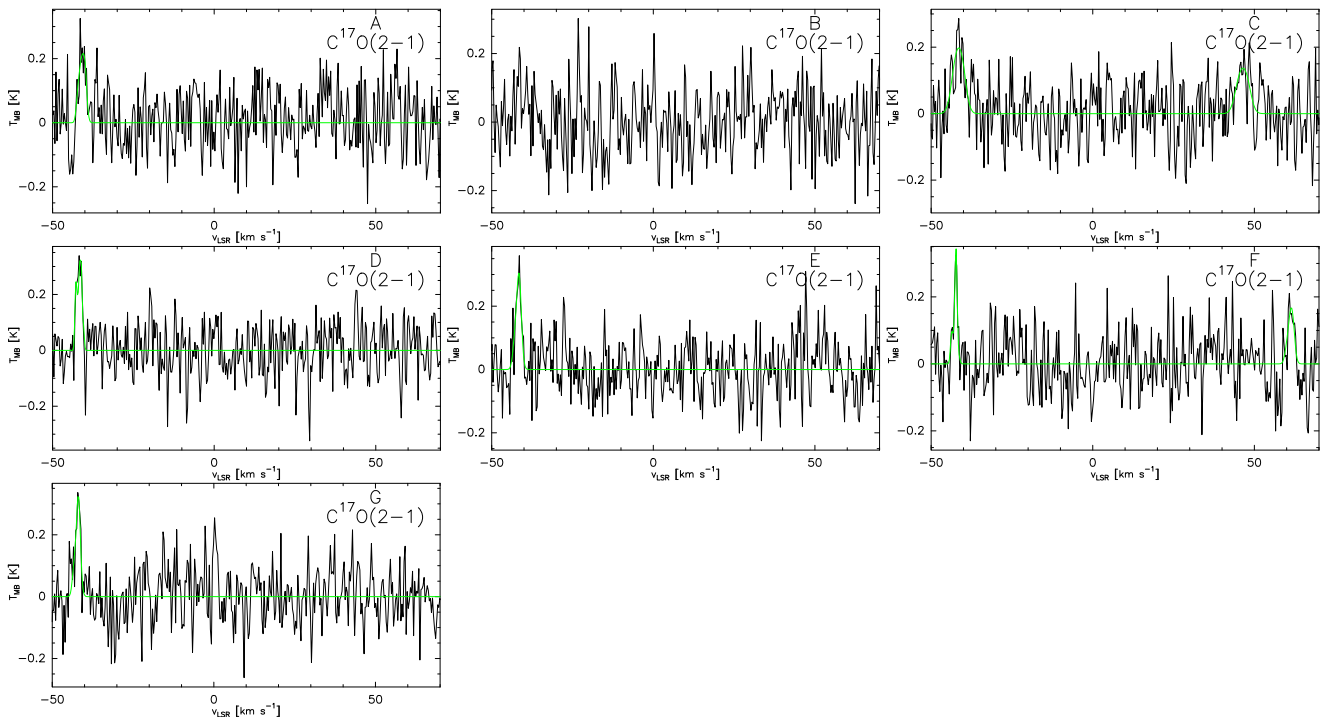 A
C¹⁷O(2−1)
T_MB [K]
0.2
0
−0.2
−50
0
50
v_LSR [km s⁻¹]
B
C¹⁷O(2−1)
T_MB [K]
0.2
0
−0.2
−50
0
50
v_LSR [km s⁻¹]
C
C¹⁷O(2−1)
T_MB [K]
0.2
0
−0.2
−50
0
50
v_LSR [km s⁻¹]
D
C¹⁷O(2−1)
T_MB [K]
0.2
0
−0.2
−50
0
50
v_LSR [km s⁻¹]
E
C¹⁷O(2−1)
T_MB [K]
0.2
0
−0.2
−50
0
50
v_LSR [km s⁻¹]
F
C¹⁷O(2−1)
T_MB [K]
0.2
0
−0.2
−50
0
50
v_LSR [km s⁻¹]
G
C¹⁷O(2−1)
T_MB [K]
0.2
0
−0.2
−50
0
50
v_LSR [km s⁻¹]